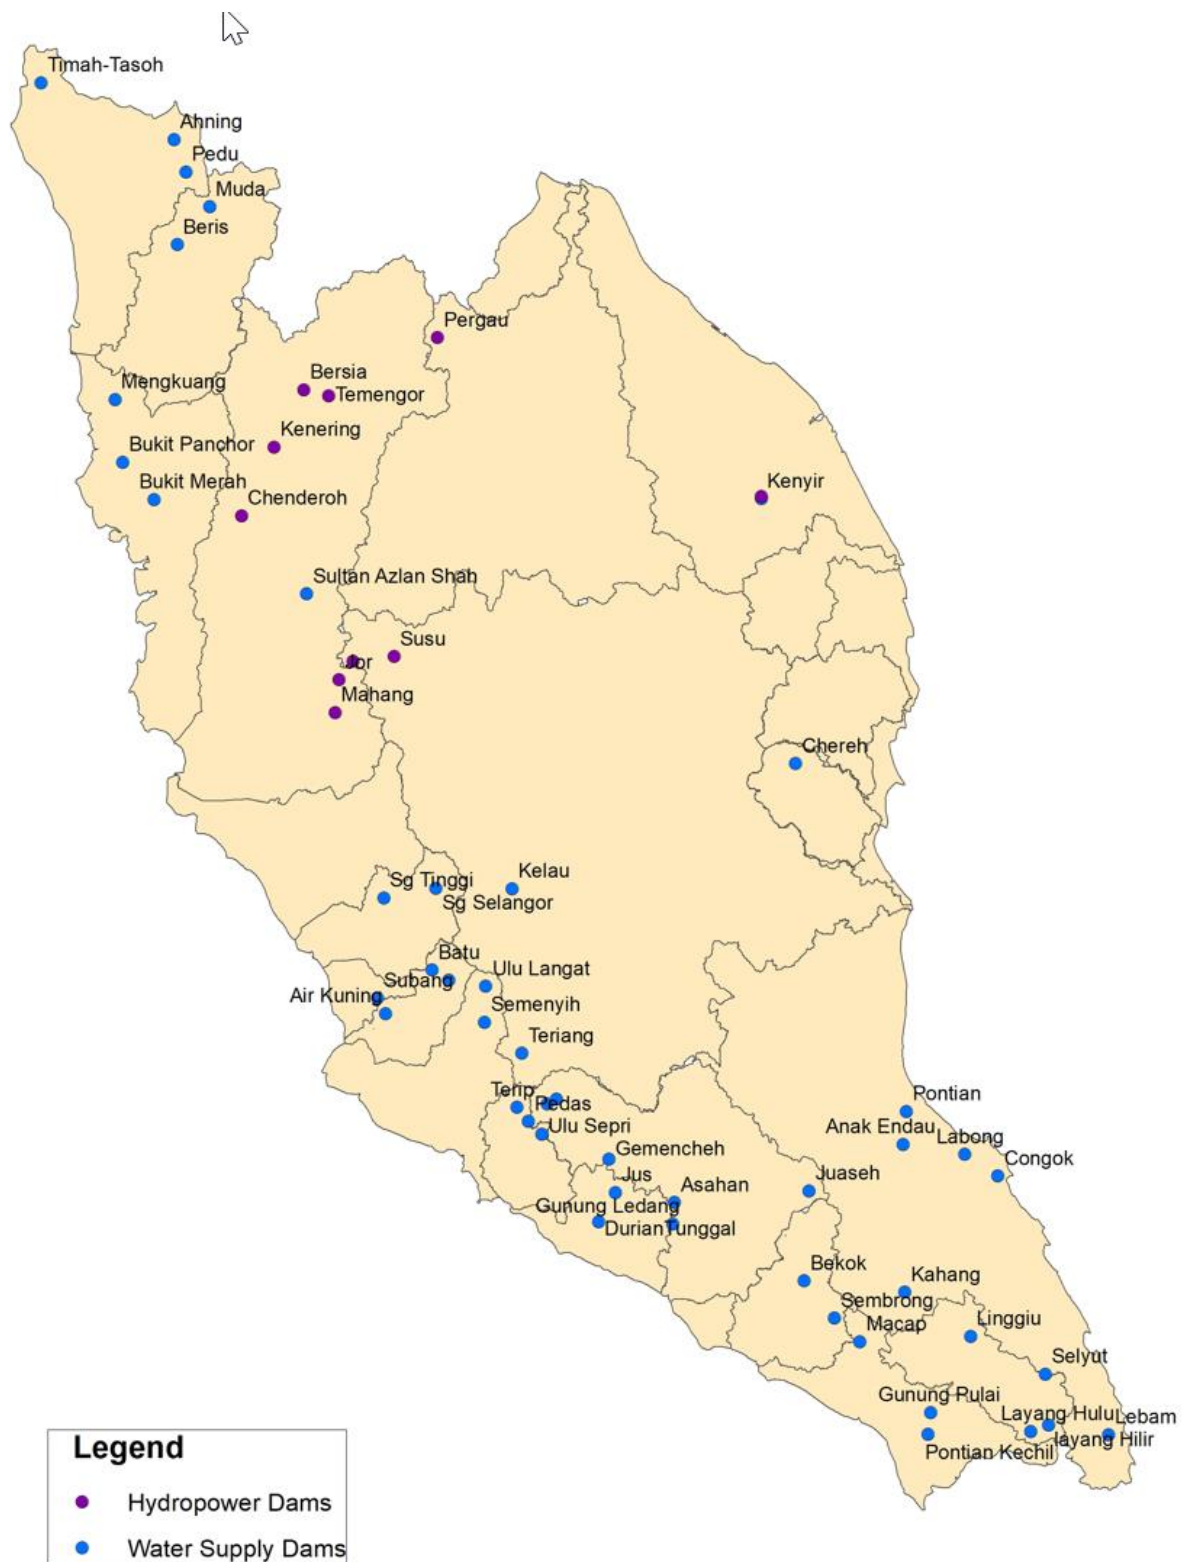 Timah-Tasoh
Ahning
Pedu
Muda
Beris
Pergau
Bersia
Temengor
Mengkuang
Kenering
Bukit Panchor
Bukit Merah
Chenderoh
Kenyir
Sultan Azlan Shah
Susu
Jor
Mahang
Chereh
Sg Tinggi
Kelau
Sg Selangor
Batu
Subang
Ulu Langat
Air Kuning
Semenyih
Teriang
Terip
Pedas
Ulu Sepri
Pontian
Anak Endau
Labong
Congok
Gemencheh
Jus
Asahan
Juaseh
Gunung Ledang
DurianTunggal
Bekok
Kahang
Sembrong
Macap
Linggiu
Selyut
Gunung Pulai
Layang Hulu
Lebam
layang Hilir
Pontian Kechil
Legend
Hydropower Dams
Water Supply Dams